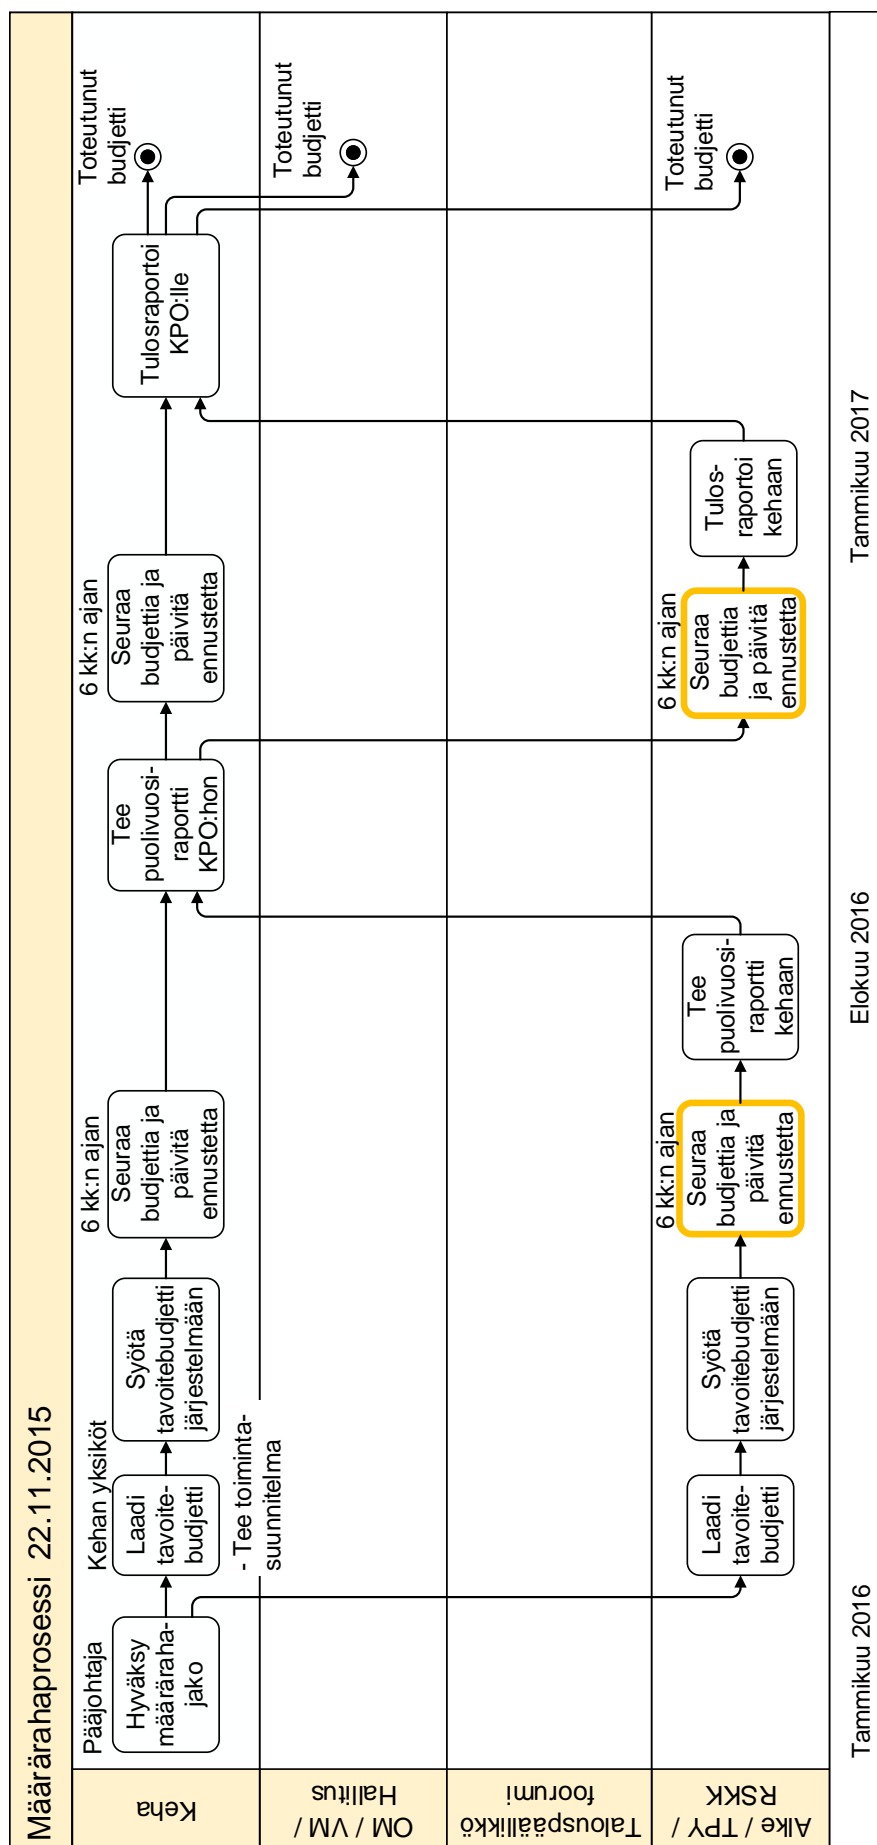 Määrärahaprosessi 22.11.2015
Keha
Pääjohtaja
Hyväksy
määräraha-
jako
Kehan yksiköt
Laadi
tavoite-
budjetti
- Tee toiminta-
suunnitelma
Syötä
tavoitebudjetti
järjestelmään
6 kk:n ajan
Seuraa
budjettia ja
päivitä
ennustetta
Tee
puolivuosi-
raportti
KPO:hon
6 kk:n ajan
Seuraa
budjettia ja
päivitä
ennustetta
Tulosraportoi
KPO:lle
Toteutunut
budjetti
OM / VM /
Hallitus
Toteutunut
budjetti
Talouspäällikkö
foorumi
Alke / TPY /
RSKK
Laadi
tavoite-
budjetti
Syötä
tavoitebudjetti
järjestelmään
6 kk:n ajan
Seuraa
budjettia ja
päivitä
ennustetta
Tee
puolivuosi-
raportti
kehaan
6 kk:n ajan
Seuraa
budjettia
ja päivitä
ennustetta
Tulos-
raportoi
kehaan
Toteutunut
budjetti
Tammikuu 2016
Elokuu 2016
Tammikuu 2017